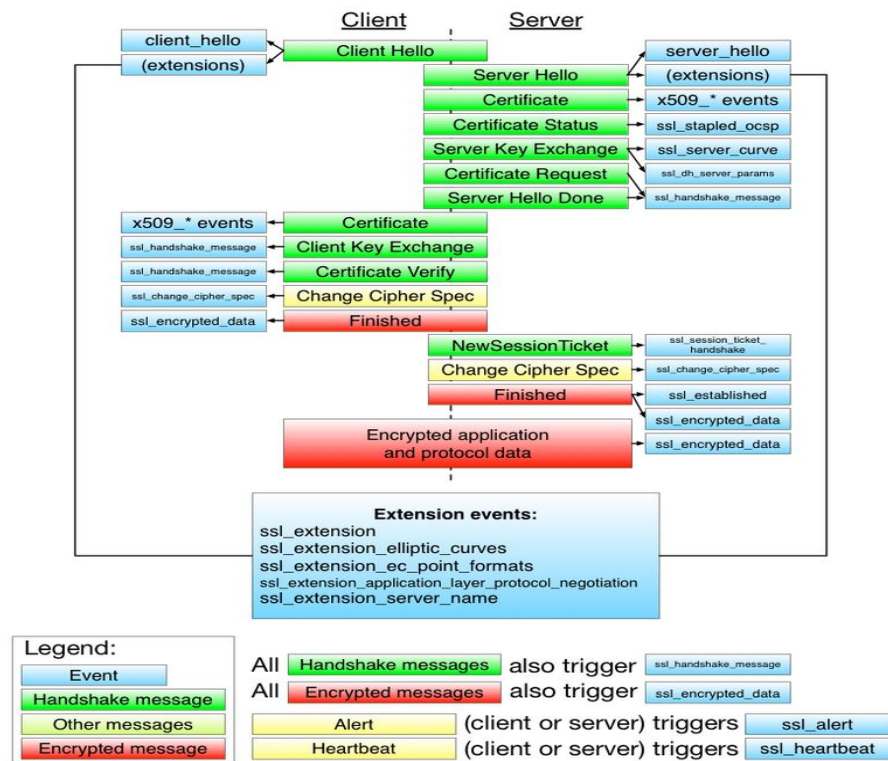 Client Server
client_hello
Client Hello
server_hello
(extensions)
Server Hello
(extensions)
Certificate
x509_* events
Certificate Status
ssl_stapled_ocsp
Server Key Exchange
ssl_server_curve
Certificate Request
ssl_dh_server_params
Server Hello Done
ssl_handshake_message
x509_* events
Certificate
ssl_handshake_message
Client Key Exchange
ssl_handshake_message
Certificate Verify
ssl_change_cipher_spec
Change Cipher Spec
ssl_encrypted_data
Finished
NewSessionTicket
ssl_session_ticket_
handshake
Change Cipher Spec
ssl_change_cipher_spec
Finished
ssl_established
ssl_encrypted_data
Encrypted application
and protocol data
ssl_encrypted_data
Extension events:
ssl_extension
ssl_extension_elliptic_curves
ssl_extension_ec_point_formats
ssl_extension_application_layer_protocol_negotiation
ssl_extension_server_name
Legend:
Event
Handshake message
Other messages
Encrypted message
All Handshake messages also trigger ssl_handshake_message
All Encrypted messages also trigger ssl_encrypted_data
Alert (client or server) triggers ssl_alert
Heartbeat (client or server) triggers ssl_heartbeat